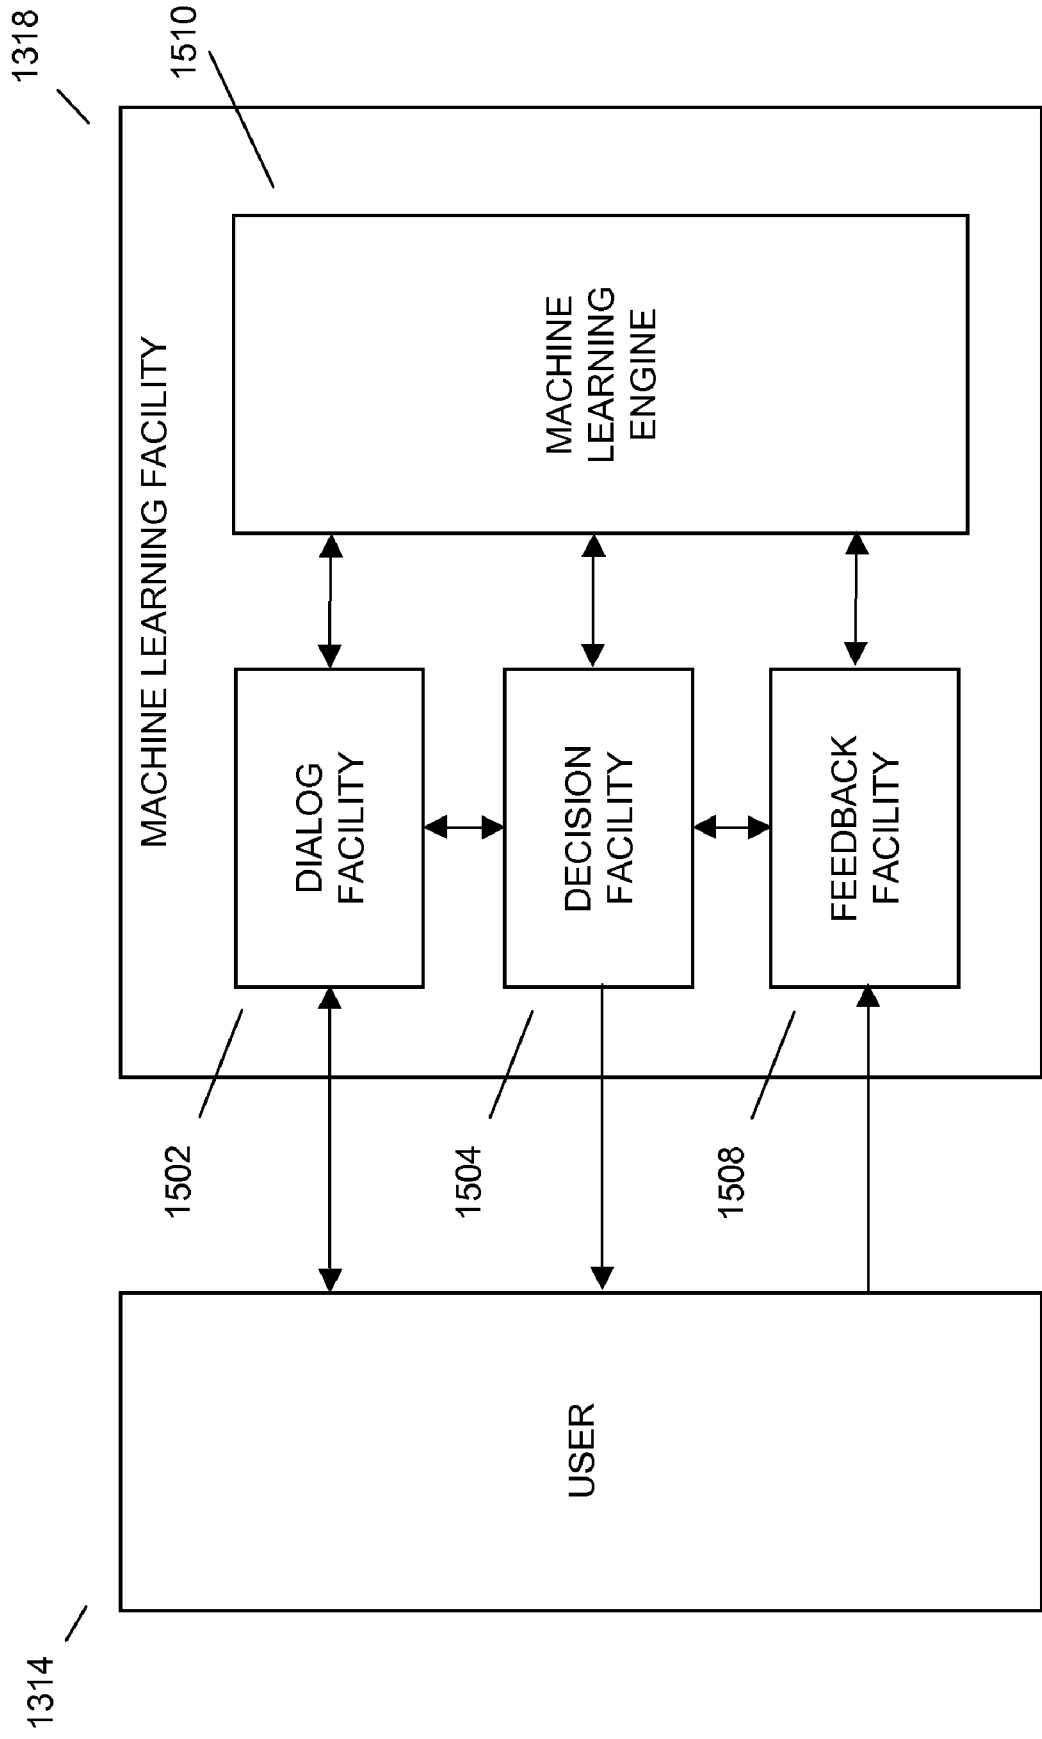 1314
USER
1318
MACHINE LEARNING FACILITY
1502
DIALOG
FACILITY
1504
DECISION
FACILITY
1508
FEEDBACK
FACILITY
1510
MACHINE
LEARNING
ENGINE